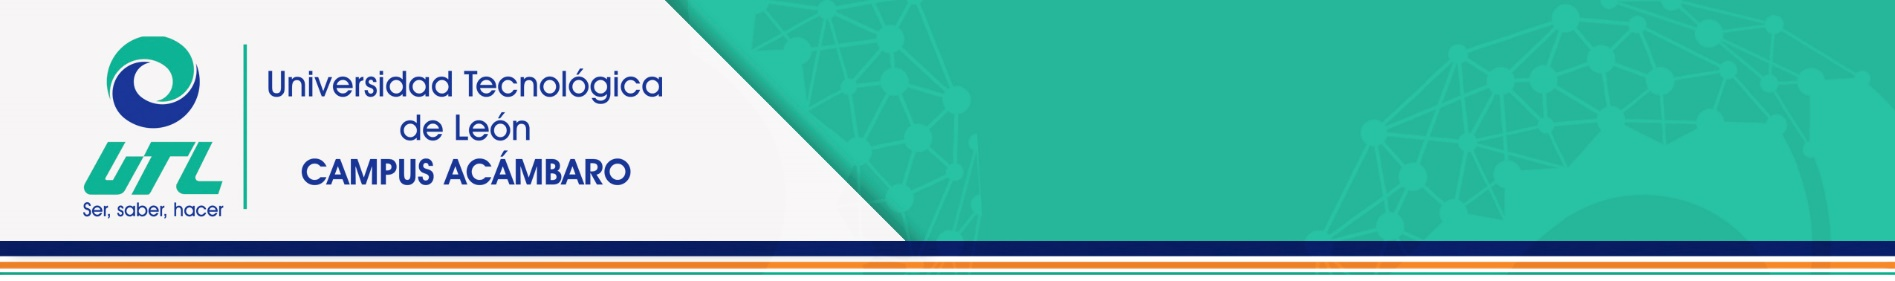 UTL
Ser, saber, hacer
Universidad Tecnológica
de León
CAMPUS ACÁMBARO